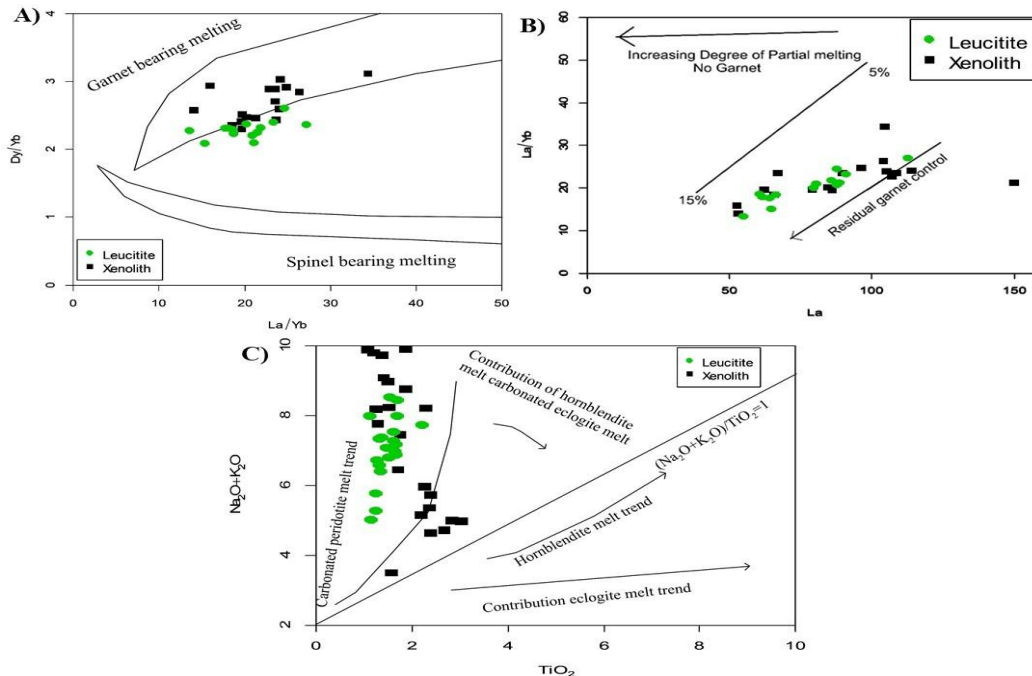 A)
4
3
2
1
0
Dy/Yb
Garnet bearing melting
Spinel bearing melting
Leucitite
Xenolith
0 10 20 30 40 50
La/Yb
B)
60
50
40
30
20
10
0
La/Yb
Increasing Degree of Partial melting
No Garnet
5%
15%
Residual garnet control
Leucitite
Xenolith
0 50 100 150
La
C)
10
8
6
4
2
Na2O+K2O
Carbonated peridotite melt trend
Contribution of hornblendite
melt carbonated eclogite melt
(Na2O+K2O)/TiO2=1
Hornblendite melt trend
Contribution eclogite melt trend
Leucitite
Xenolith
0 2 4 6 8 10
TiO2